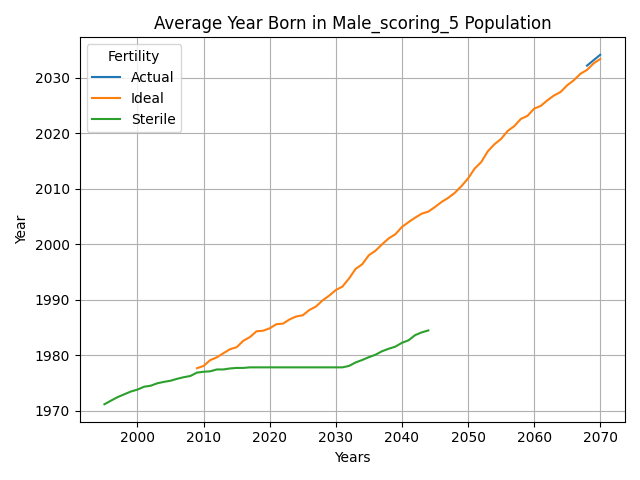 Average Year Born in Male_scoring_5 Population
Fertility
Actual
Ideal
Sterile
Year
2030
2020
2010
2000
1990
1980
1970
2000 2010 2020 2030 2040 2050 2060 2070
Years